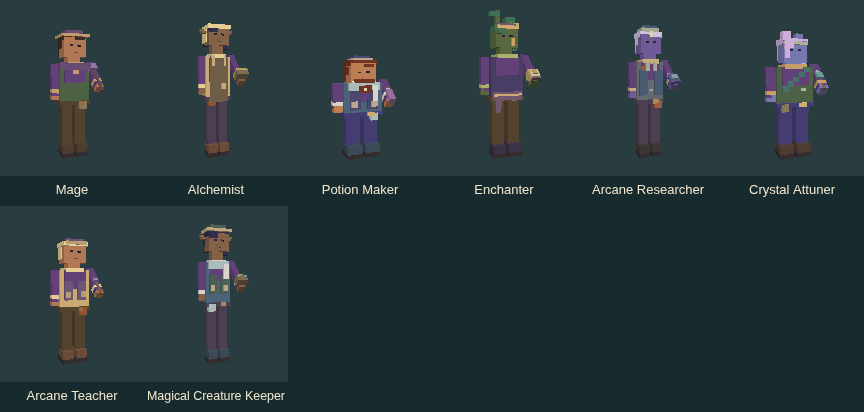 Mage
Alchemist
Potion Maker
Enchanter
Arcane Researcher
Crystal Attuner
Arcane Teacher
Magical Creature Keeper